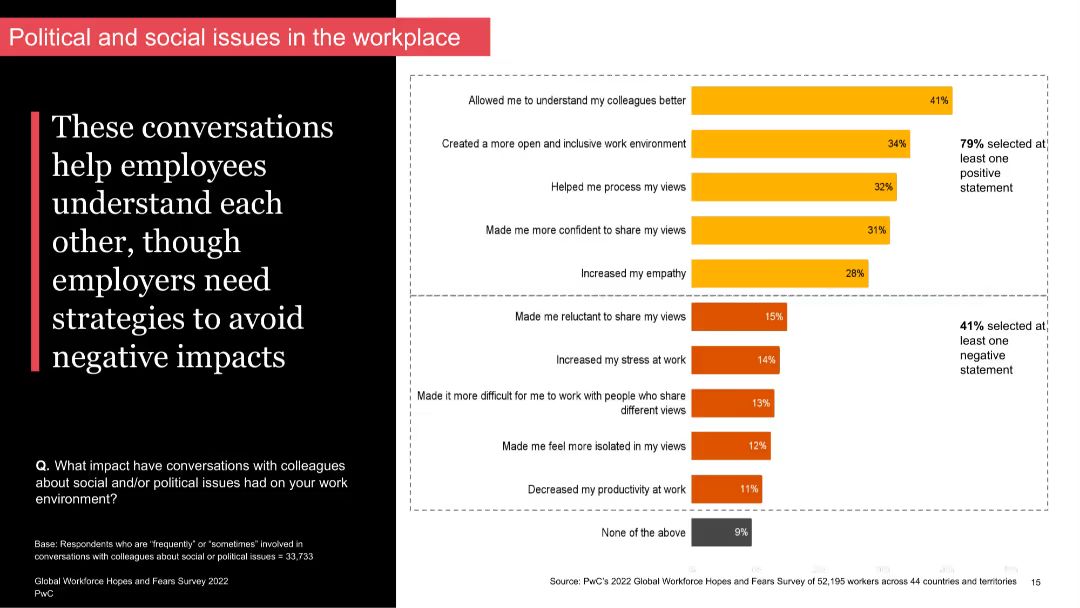 Political and social issues in the workplace
These conversations
help employees
understand each
other, though
employers need
strategies to avoid
negative impacts
Q. What impact have conversations with colleagues
about social and/or political issues had on your work
environment?
Base: Respondents who are "frequently" or "sometimes" involved in
conversations with colleagues about social or political issues = 33,733
Global Workforce Hopes and Fears Survey 2022
PwC
Allowed me to understand my colleagues better 41%
Created a more open and inclusive work environment 34%
Helped me process my views 32%
Made me more confident to share my views 31%
Increased my empathy 28%
79% selected at
least one
positive
statement
Made me reluctant to share my views 15%
Increased my stress at work 14%
Made it more difficult for me to work with people who share
different views 13%
Made me feel more isolated in my views 12%
Decreased my productivity at work 11%
41% selected at
least one
negative
statement
None of the above 9%
Source: PwC's 2022 Global Workforce Hopes and Fears Survey of 52,195 workers across 44 countries and territories 15